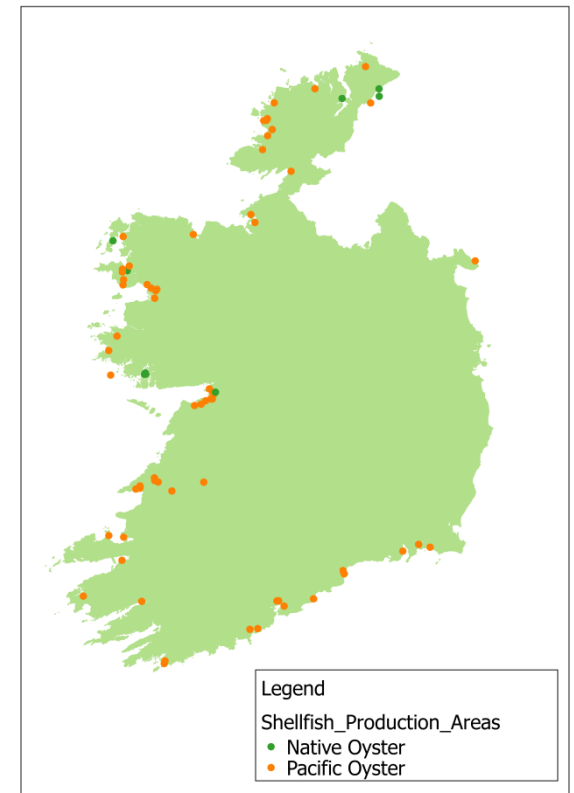 Legend
Shellfish_Production_Areas
Native Oyster
Pacific Oyster